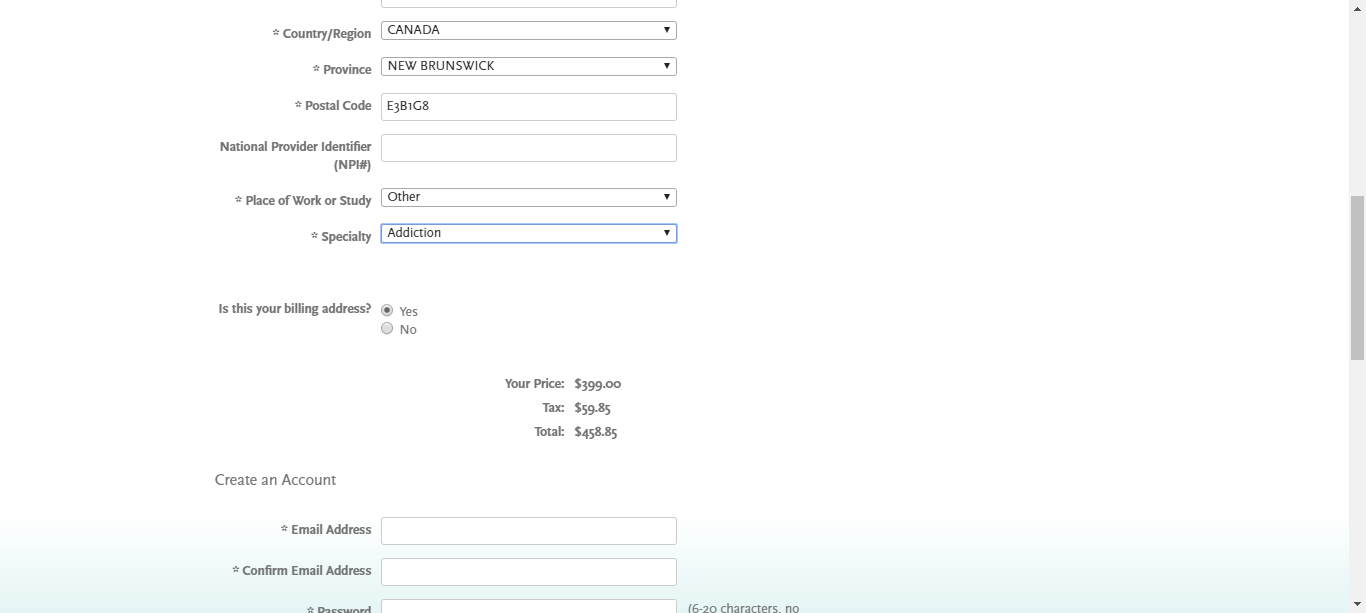 * Country/Region CANADA
* Province NEW BRUNSWICK
* Postal Code E3B1G8
National Provider Identifier
(NPI#)
* Place of Work or Study Other
* Specialty Addiction
Is this your billing address? Yes
No
Your Price: $399.00
Tax: $59.85
Total: $458.85
Create an Account
* Email Address
* Confirm Email Address
* Password (6-20 characters, no